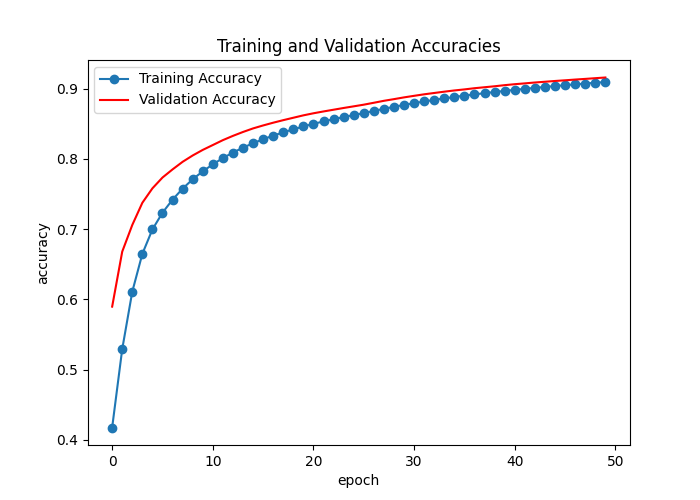 Training and Validation Accuracies
Training Accuracy
Validation Accuracy
accuracy
0.9
0.8
0.7
0.6
0.5
0.4
0 10 20 30 40 50
epoch